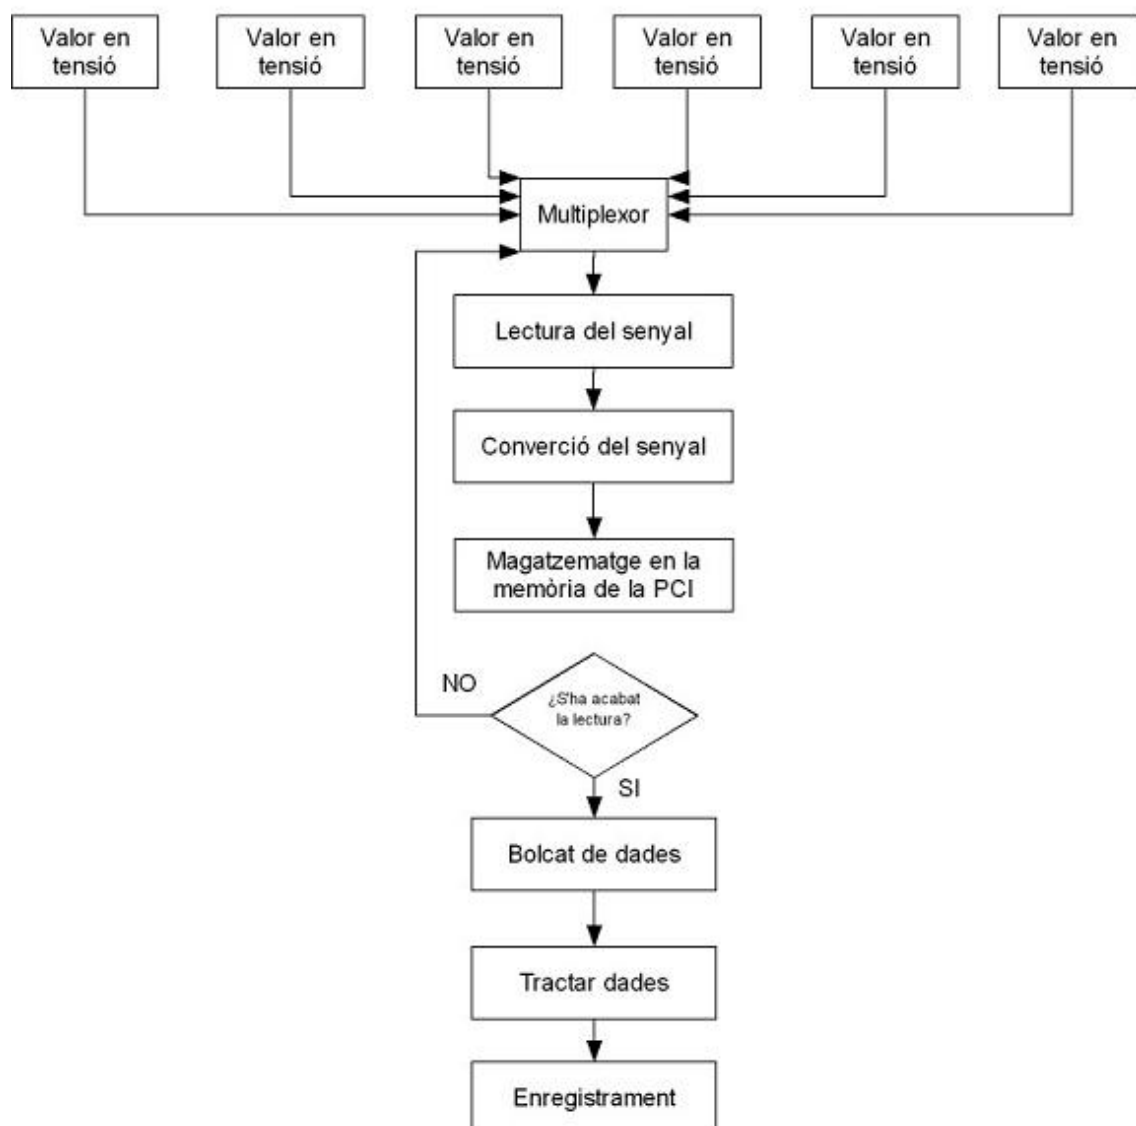 Valor en
tensió
Valor en
tensió
Valor en
tensió
Valor en
tensió
Valor en
tensió
Valor en
tensió
Multiplexor
Lectura del senyal
Converció del senyal
Magatzematge en la
memòria de la PCI
NO
¿S'ha acabat
la lectura?
SI
Bolcat de dades
Tractar dades
Enregistrament